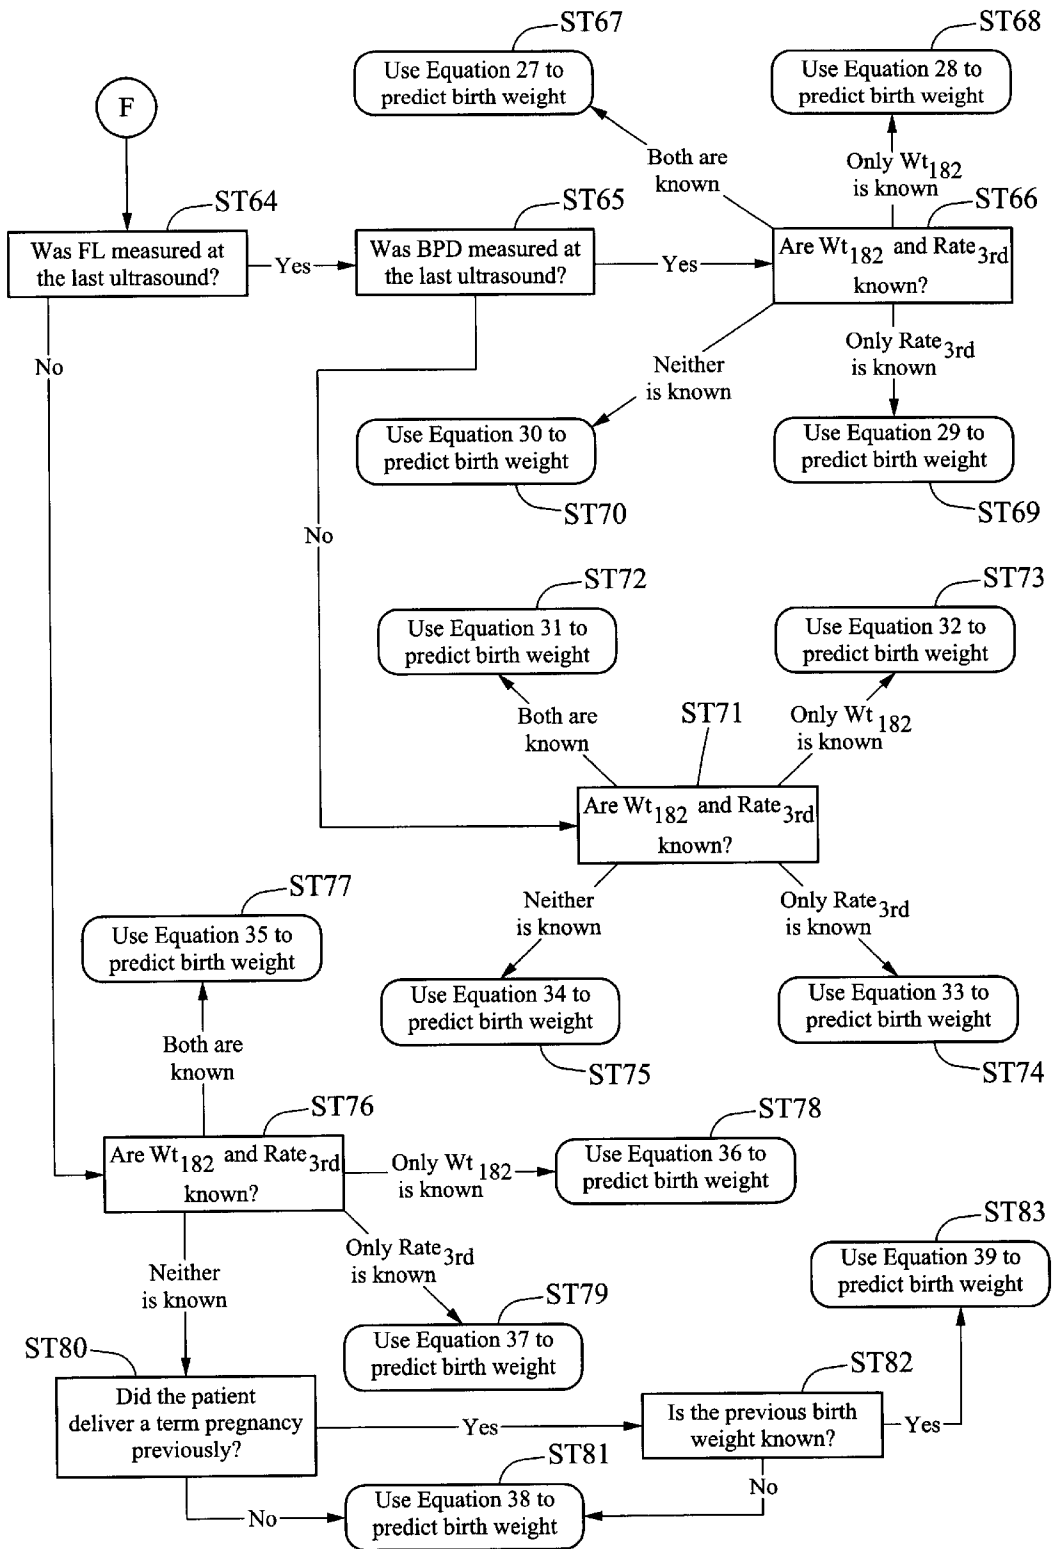 ST67
ST68
Use Equation 27 to
predict birth weight
Use Equation 28 to
predict birth weight
F
Both are
known
Only Wt182
is known
ST64
ST65
ST66
Was FL measured at
the last ultrasound?
Yes
Was BPD measured at
the last ultrasound?
Yes
Are Wt182 and Rate3rd
known?
No
Neither
is known
Only Rate3rd
is known
Use Equation 30 to
predict birth weight
Use Equation 29 to
predict birth weight
ST70
ST69
No
ST72
ST73
Use Equation 31 to
predict birth weight
Use Equation 32 to
predict birth weight
Both are
known
ST71
Only Wt182
is known
Are Wt182 and Rate3rd
known?
ST77
Neither
is known
Only Rate3rd
is known
Use Equation 35 to
predict birth weight
Use Equation 34 to
predict birth weight
Use Equation 33 to
predict birth weight
Both are
known
ST75
ST74
ST76
ST78
Are Wt182 and Rate3rd
known?
Only Wt182
is known
Use Equation 36 to
predict birth weight
ST83
Neither
is known
Only Rate3rd
is known
Use Equation 39 to
predict birth weight
ST79
ST80
Use Equation 37 to
predict birth weight
ST82
Did the patient
deliver a term pregnancy
previously?
Yes
Is the previous birth
weight known?
Yes
ST81
No
No
Use Equation 38 to
predict birth weight